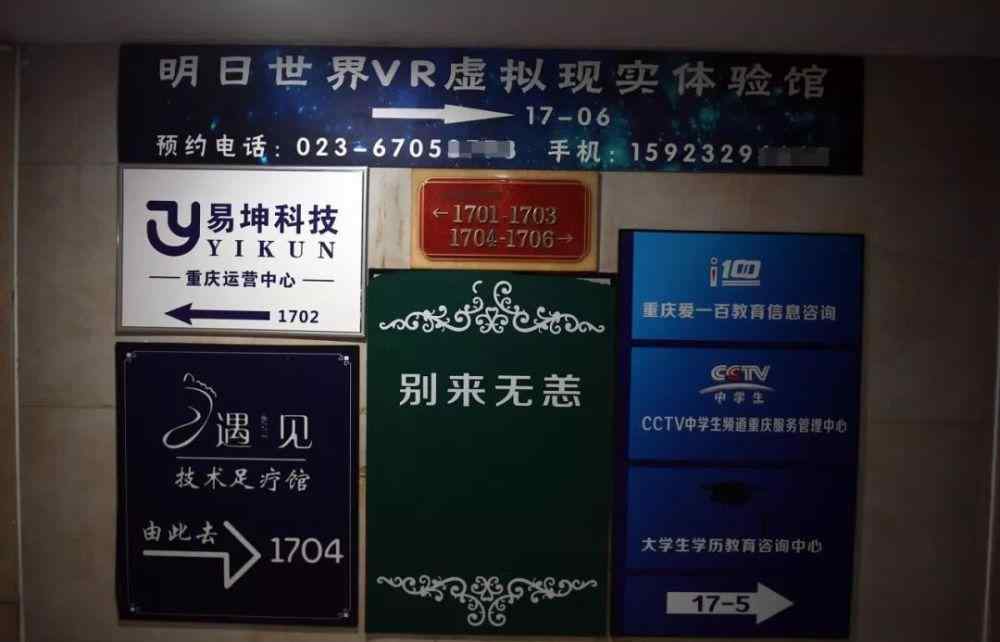 明日世界VR虚拟现实体验馆
17-06
预约电话：023-6705
手机：15923329
易坤科技
YIKUN
重庆运营中心
1702
←1701-1703
1704-1706→
别来无恙
遇见
技术足疗馆
由此去
1704
i100
重庆爱一百教育信息咨询
CCTV
中学生
CCTV中学生频道重庆服务管理中心
大学生学历教育咨询中心
17-5